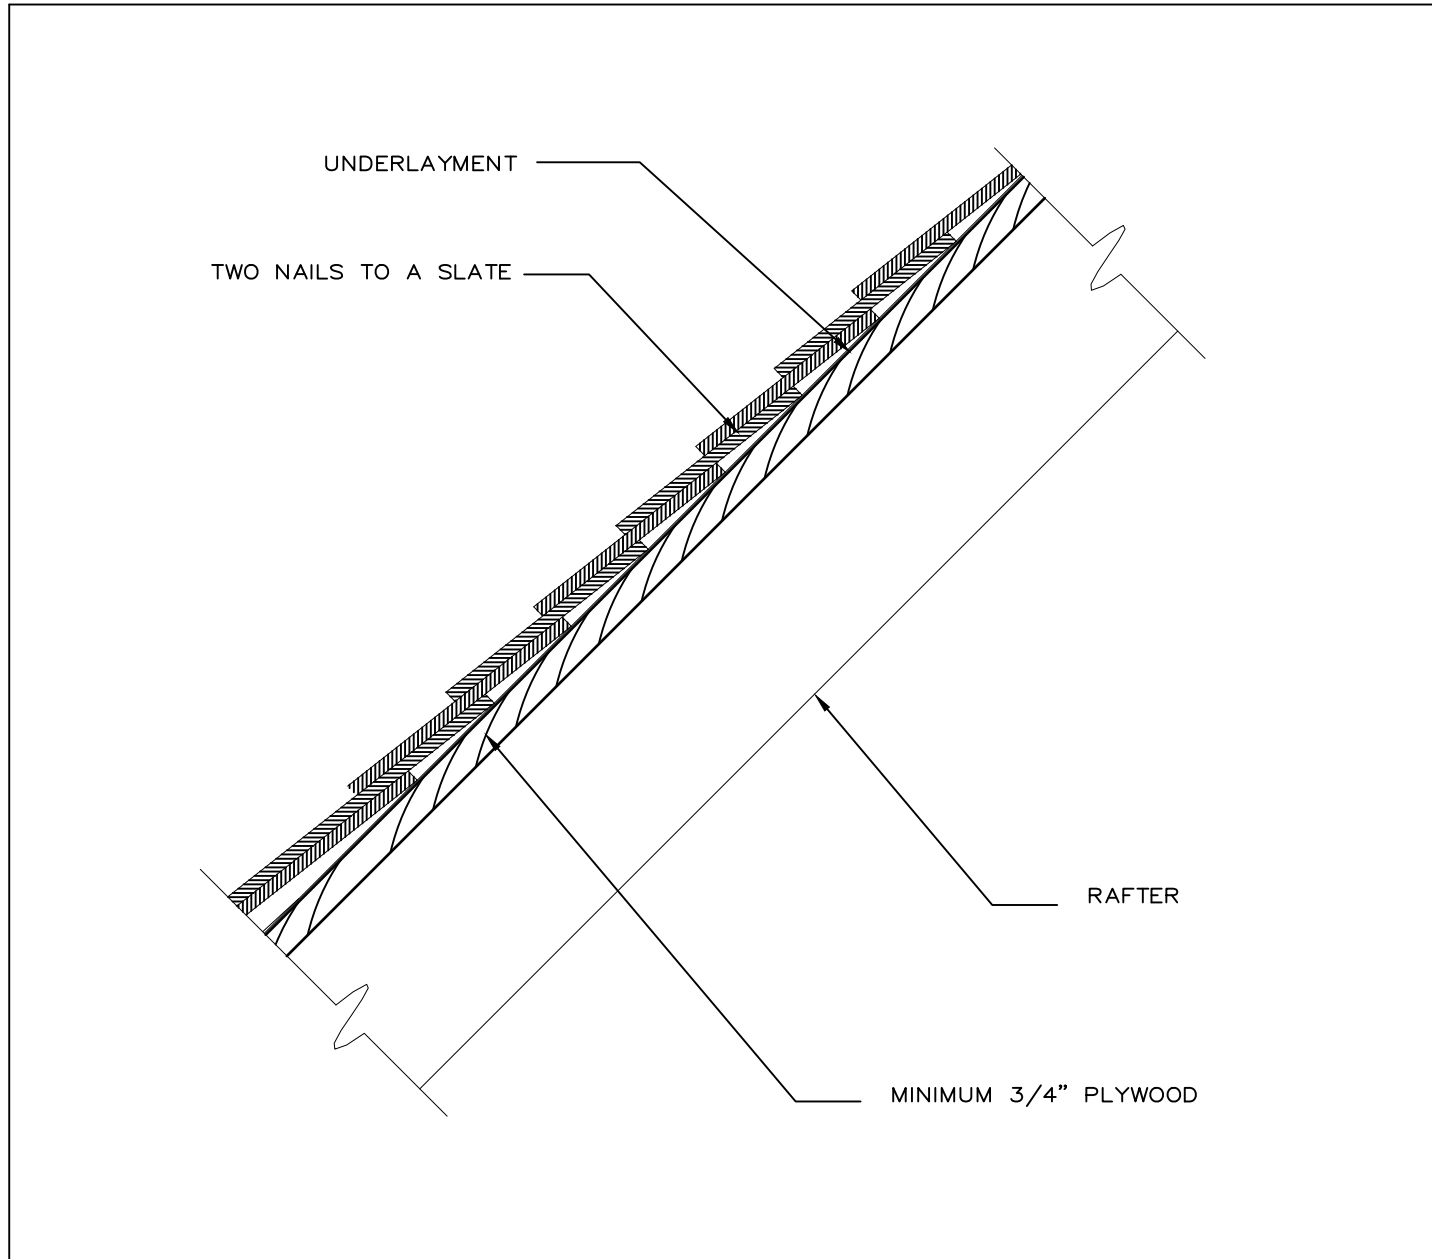 UNDERLAYMENT
TWO NAILS TO A SLATE
RAFTER
MINIMUM 3/4" PLYWOOD